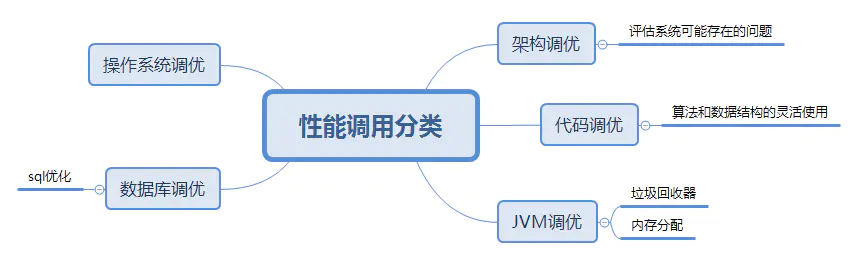 性能调用分类
架构调优
评估系统可能存在的问题
代码调优
算法和数据结构的灵活使用
JVM调优
垃圾回收器
内存分配
操作系统调优
数据库调优
sql优化